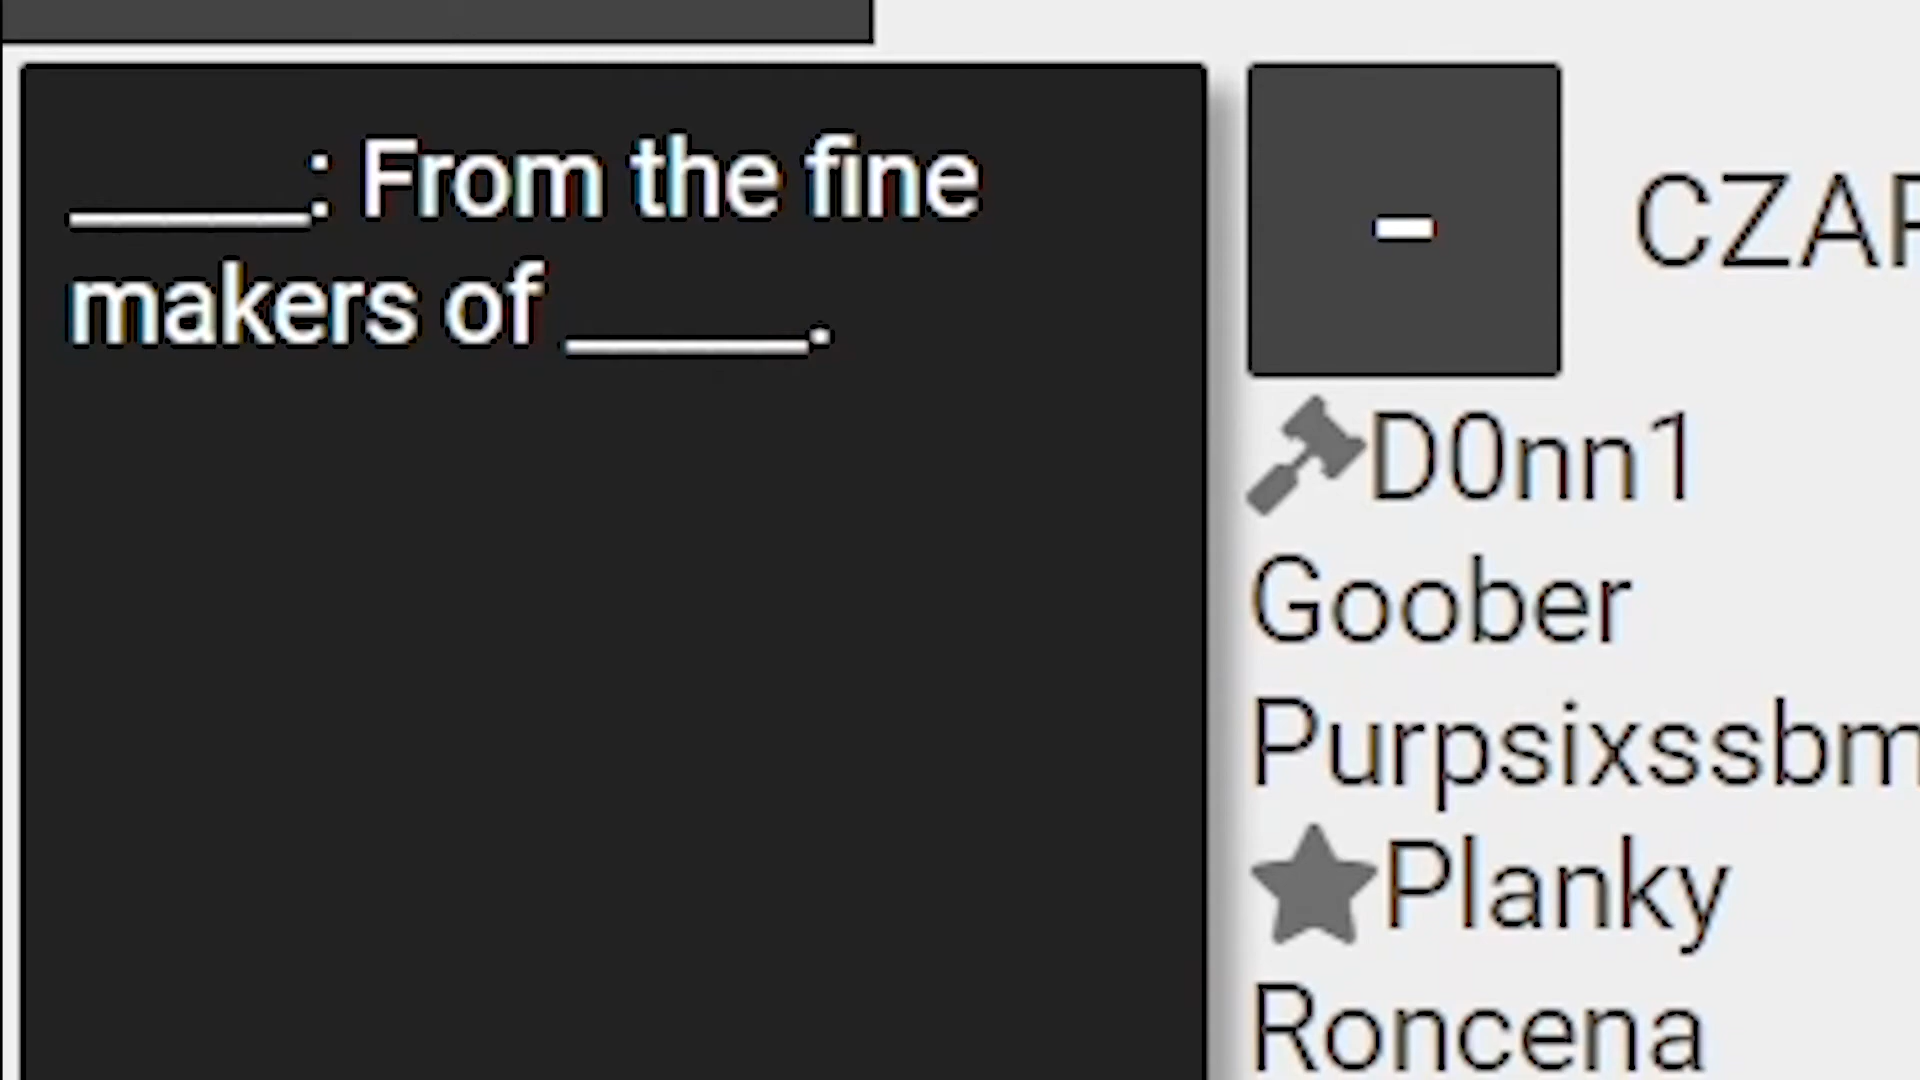 _____: From the fine
makers of _____.
-
CZAR
D0nn1
Goober
Purpsixssbm
Planky
Roncena